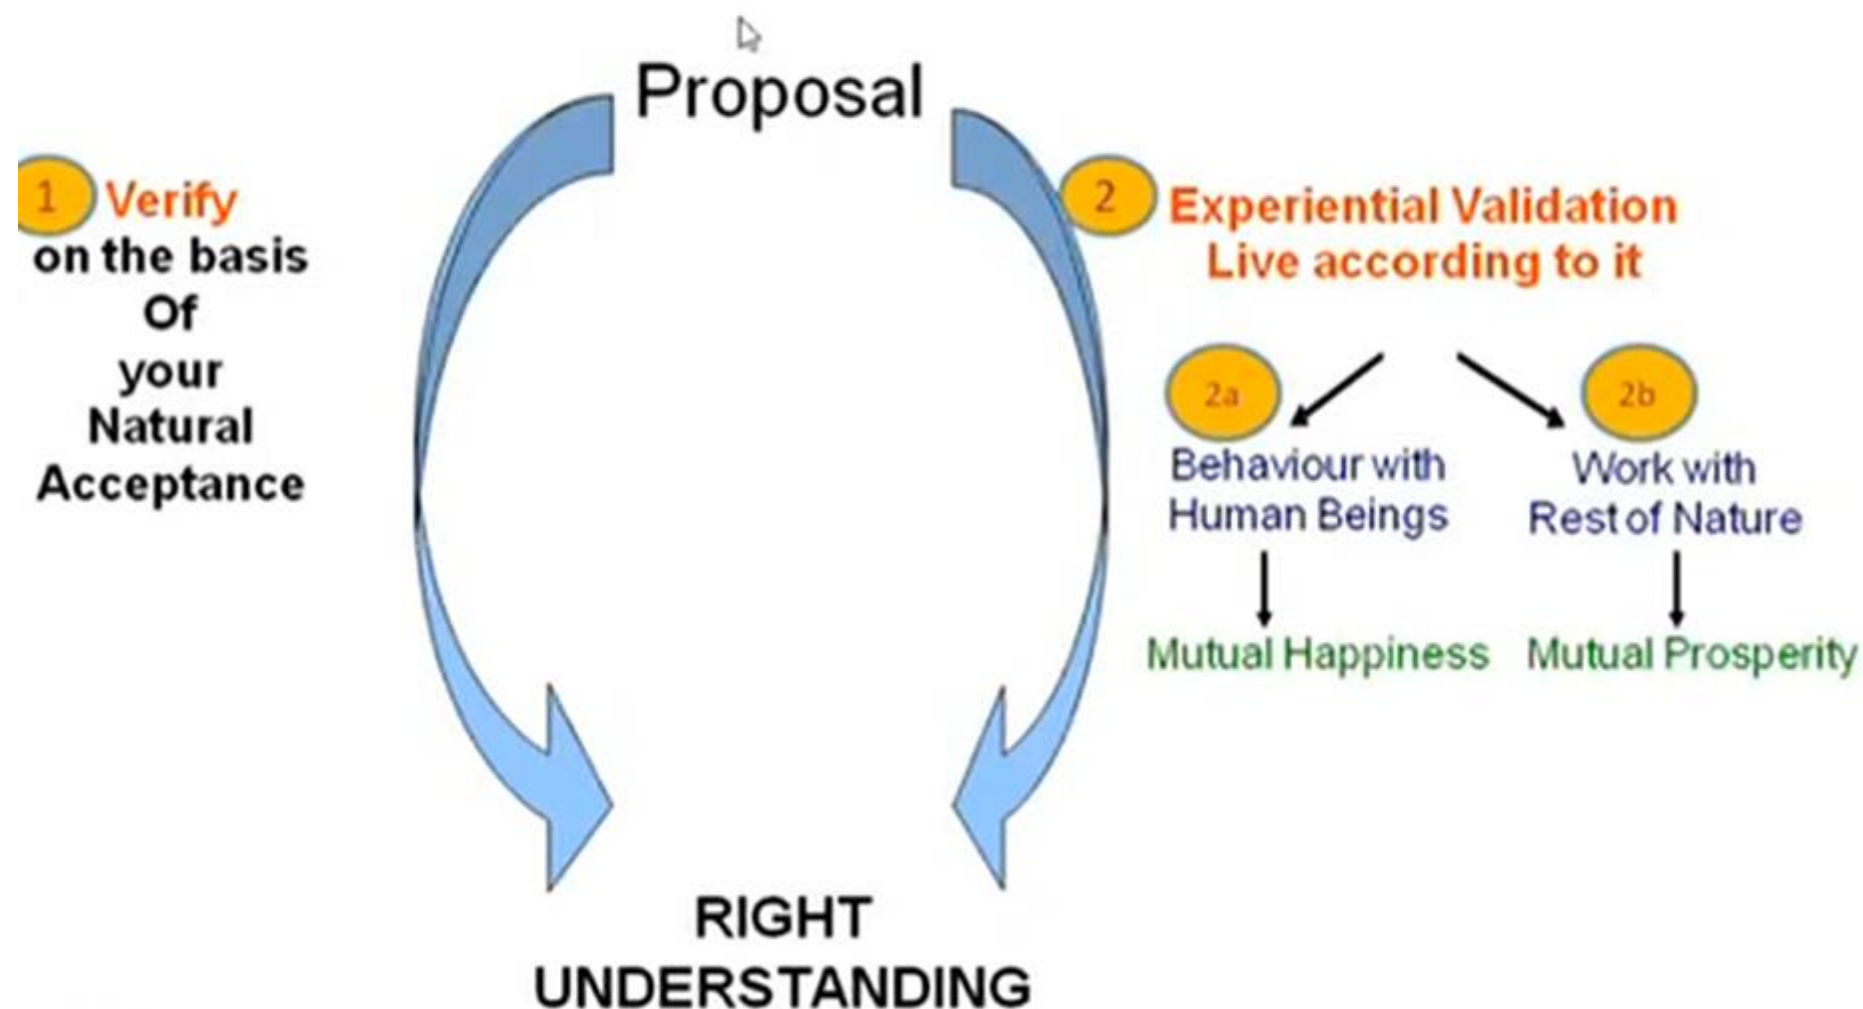 Proposal
1 Verify
on the basis
Of
your
Natural
Acceptance
2 Experiential Validation
Live according to it
2a
Behaviour with
Human Beings
Mutual Happiness
2b
Work with
Rest of Nature
Mutual Prosperity
RIGHT
UNDERSTANDING